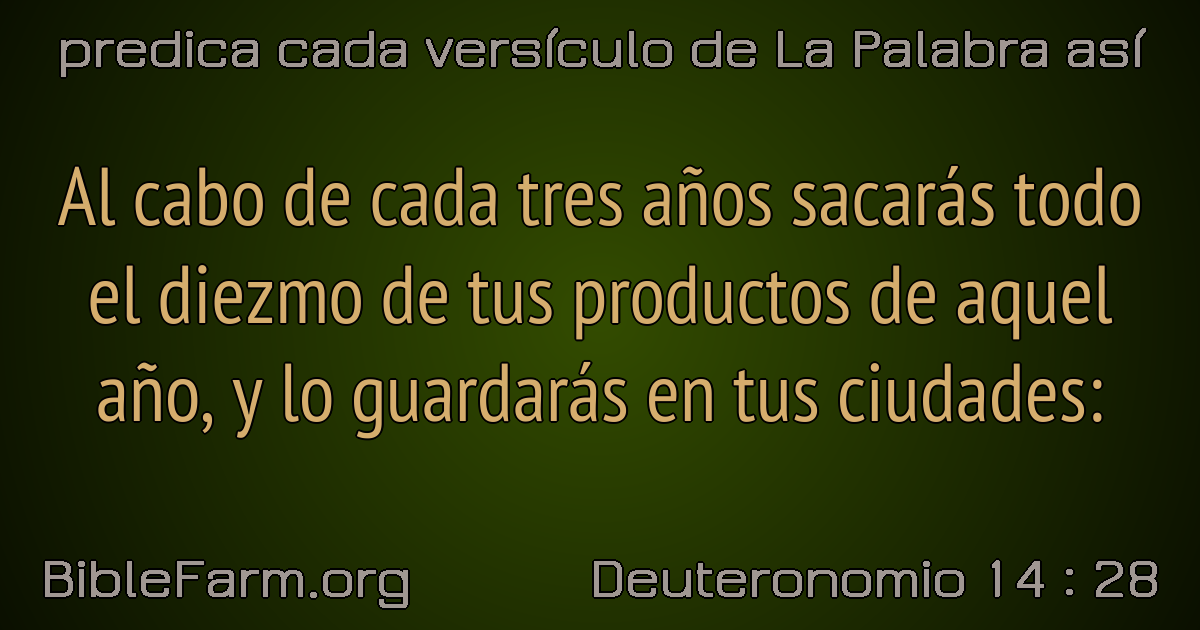 predica cada versículo de La Palabra así
Al cabo de cada tres años sacarás todo
el diezmo de tus productos de aquel
año, y lo guardarás en tus ciudades:
BibleFarm.org
Deuteronomio 14 : 28